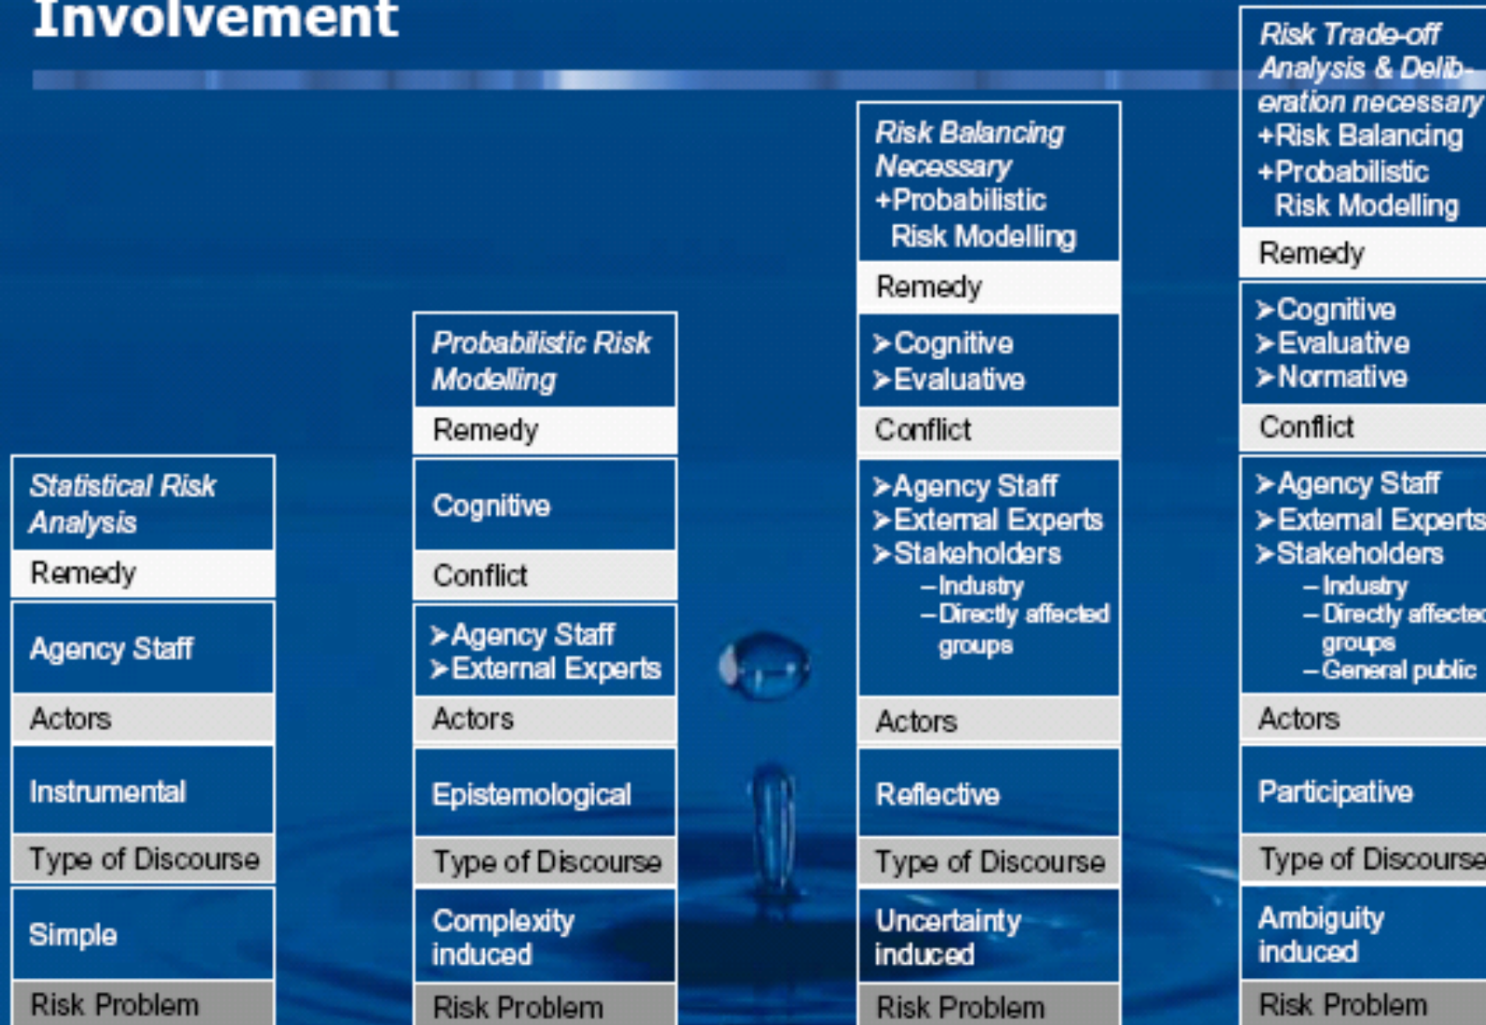 Involvement
Statistical Risk
Analysis
Remedy
Agency Staff
Actors
Instrumental
Type of Discourse
Simple
Risk Problem
Probabilistic Risk
Modelling
Remedy
Cognitive
Conflict
➢Agency Staff
➢External Experts
Actors
Epistemological
Type of Discourse
Complexity
induced
Risk Problem
Risk Balancing
Necessary
+Probabilistic
Risk Modelling
Remedy
➢Cognitive
➢Evaluative
Conflict
➢Agency Staff
➢External Experts
➢Stakeholders
–Industry
–Directly affected
groups
Actors
Reflective
Type of Discourse
Uncertainty
induced
Risk Problem
Risk Trade-off
Analysis & Delib-
eration necessary
+Risk Balancing
+Probabilistic
Risk Modelling
Remedy
➢Cognitive
➢Evaluative
➢Normative
Conflict
➢Agency Staff
➢External Experts
➢Stakeholders
–Industry
–Directly affected
groups
–General public
Actors
Participative
Type of Discourse
Ambiguity
induced
Risk Problem